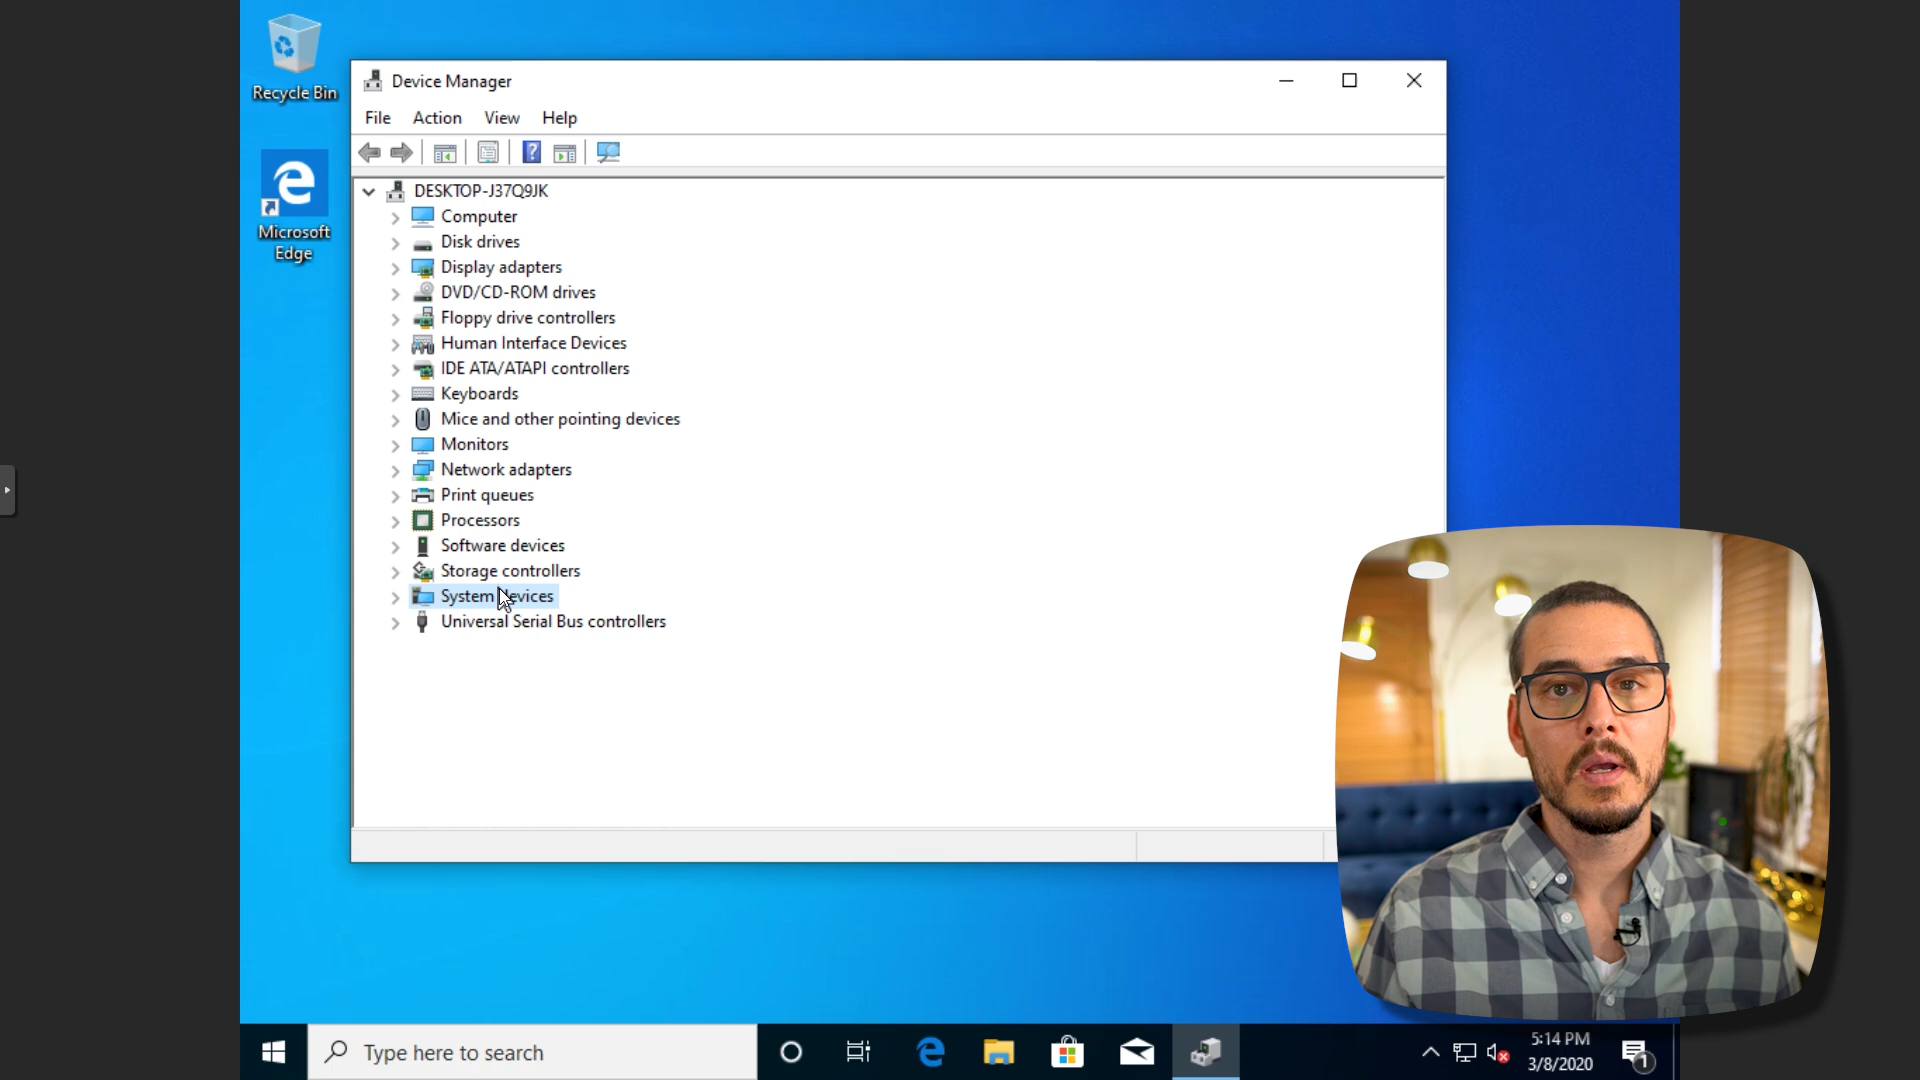 Recycle Bin
Microsoft
Edge
Device Manager
File Action View Help
DESKTOP-J37Q9JK
Computer
Disk drives
Display adapters
DVD/CD-ROM drives
Floppy drive controllers
Human Interface Devices
IDE ATA/ATAPI controllers
Keyboards
Mice and other pointing devices
Monitors
Network adapters
Print queues
Processors
Software devices
Storage controllers
System devices
Universal Serial Bus controllers
Type here to search
5:14 PM
3/8/2020
1